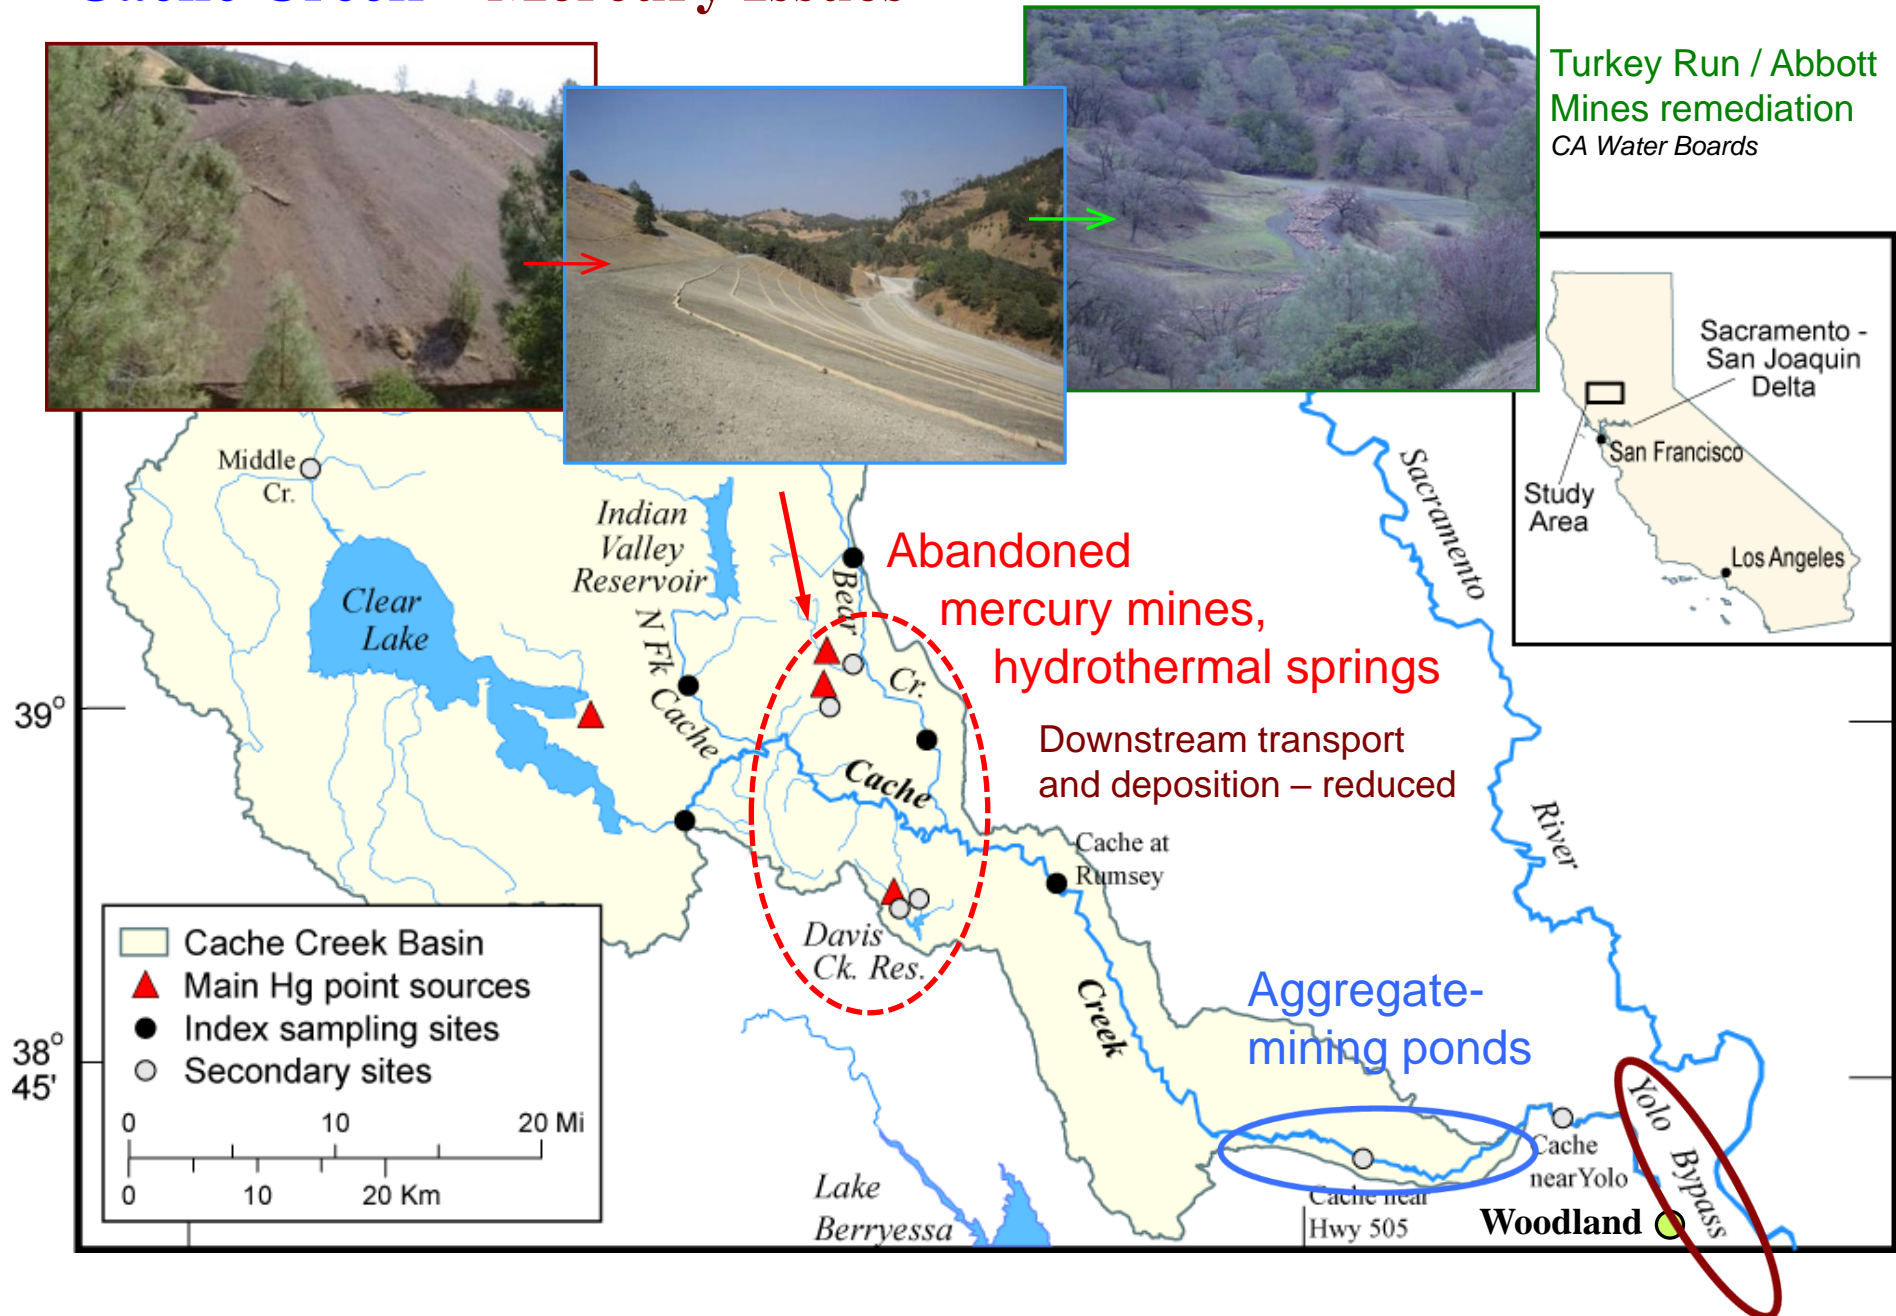 Turkey Run / Abbott
Mines remediation
CA Water Boards
Sacramento -
San Joaquin
Delta
San Francisco
Study
Area
Los Angeles
Middle
Cr.
Indian
Valley
Reservoir
Clear
Lake
N Fk Cache
Bear
Cr.
Abandoned
mercury mines,
hydrothermal springs
Sacramento
River
39°
Downstream transport
and deposition – reduced
Cache
Creek
Cache at
Rumsey
Davis
Ck. Res.
Cache Creek Basin
Main Hg point sources
Index sampling sites
Secondary sites
0 10 20 Mi
0 10 20 Km
38°
45'
Aggregate-
mining ponds
Yolo Bypass
Cache
nearYolo
Cache near
Hwy 505
Woodland
Lake
Berryessa